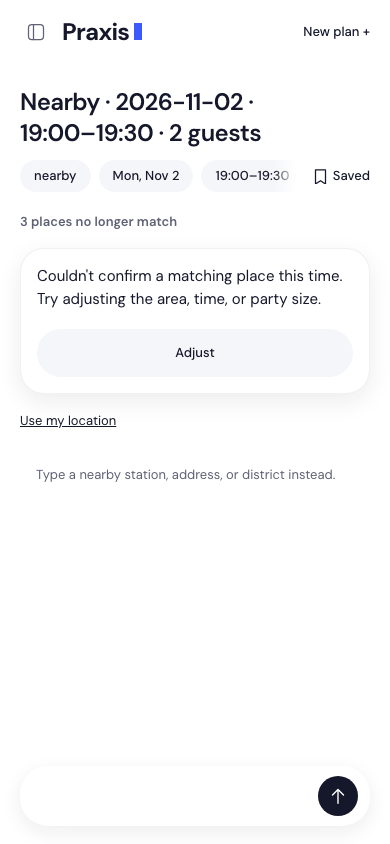 Praxis
New plan +
Nearby · 2026-11-02 ·
19:00–19:30 · 2 guests
nearby
Mon, Nov 2
19:00–19:30
Saved
3 places no longer match
Couldn't confirm a matching place this time.
Try adjusting the area, time, or party size.
Adjust
Use my location
Type a nearby station, address, or district instead.